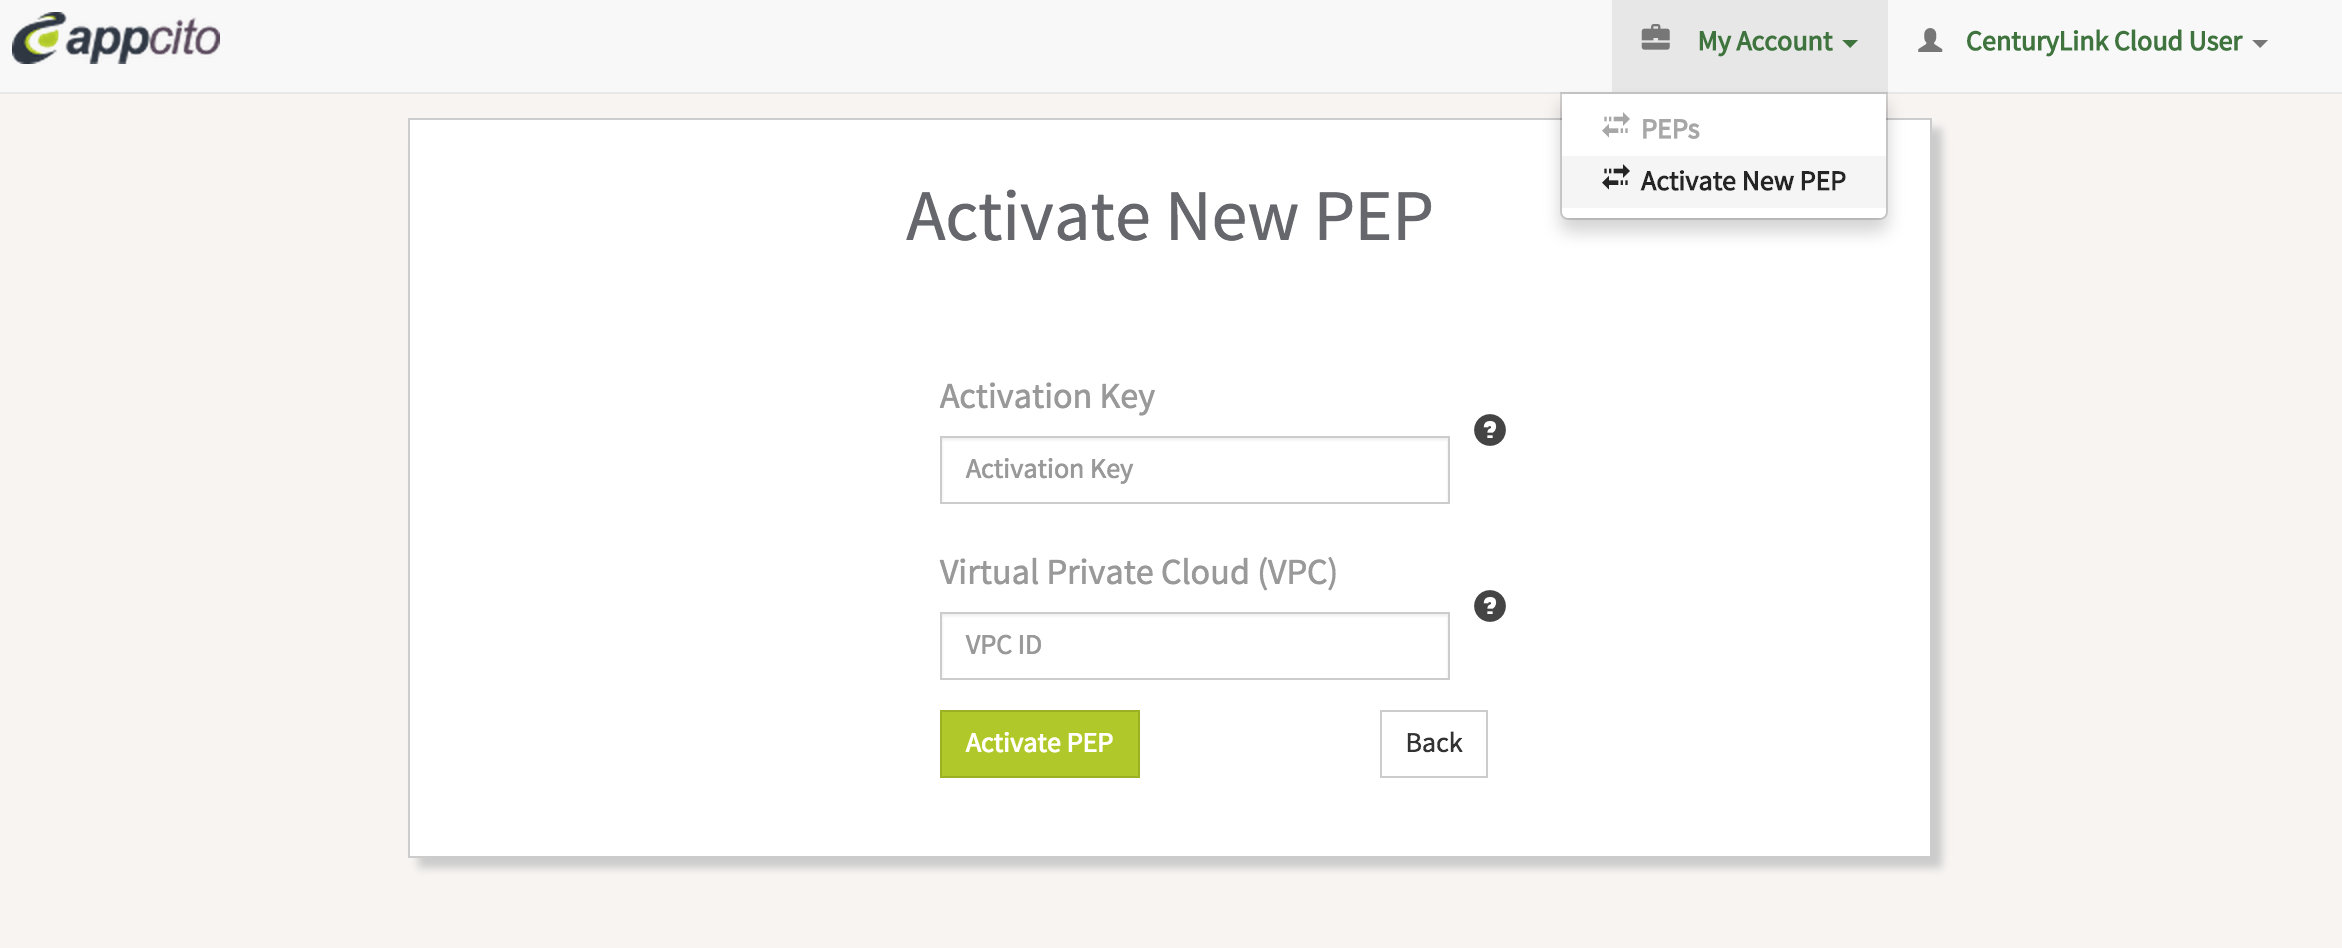 appcito
My Account
CenturyLink Cloud User
PEPs
Activate New PEP
Activate New PEP
Activation Key
Activation Key
Virtual Private Cloud (VPC)
VPC ID
Activate PEP
Back